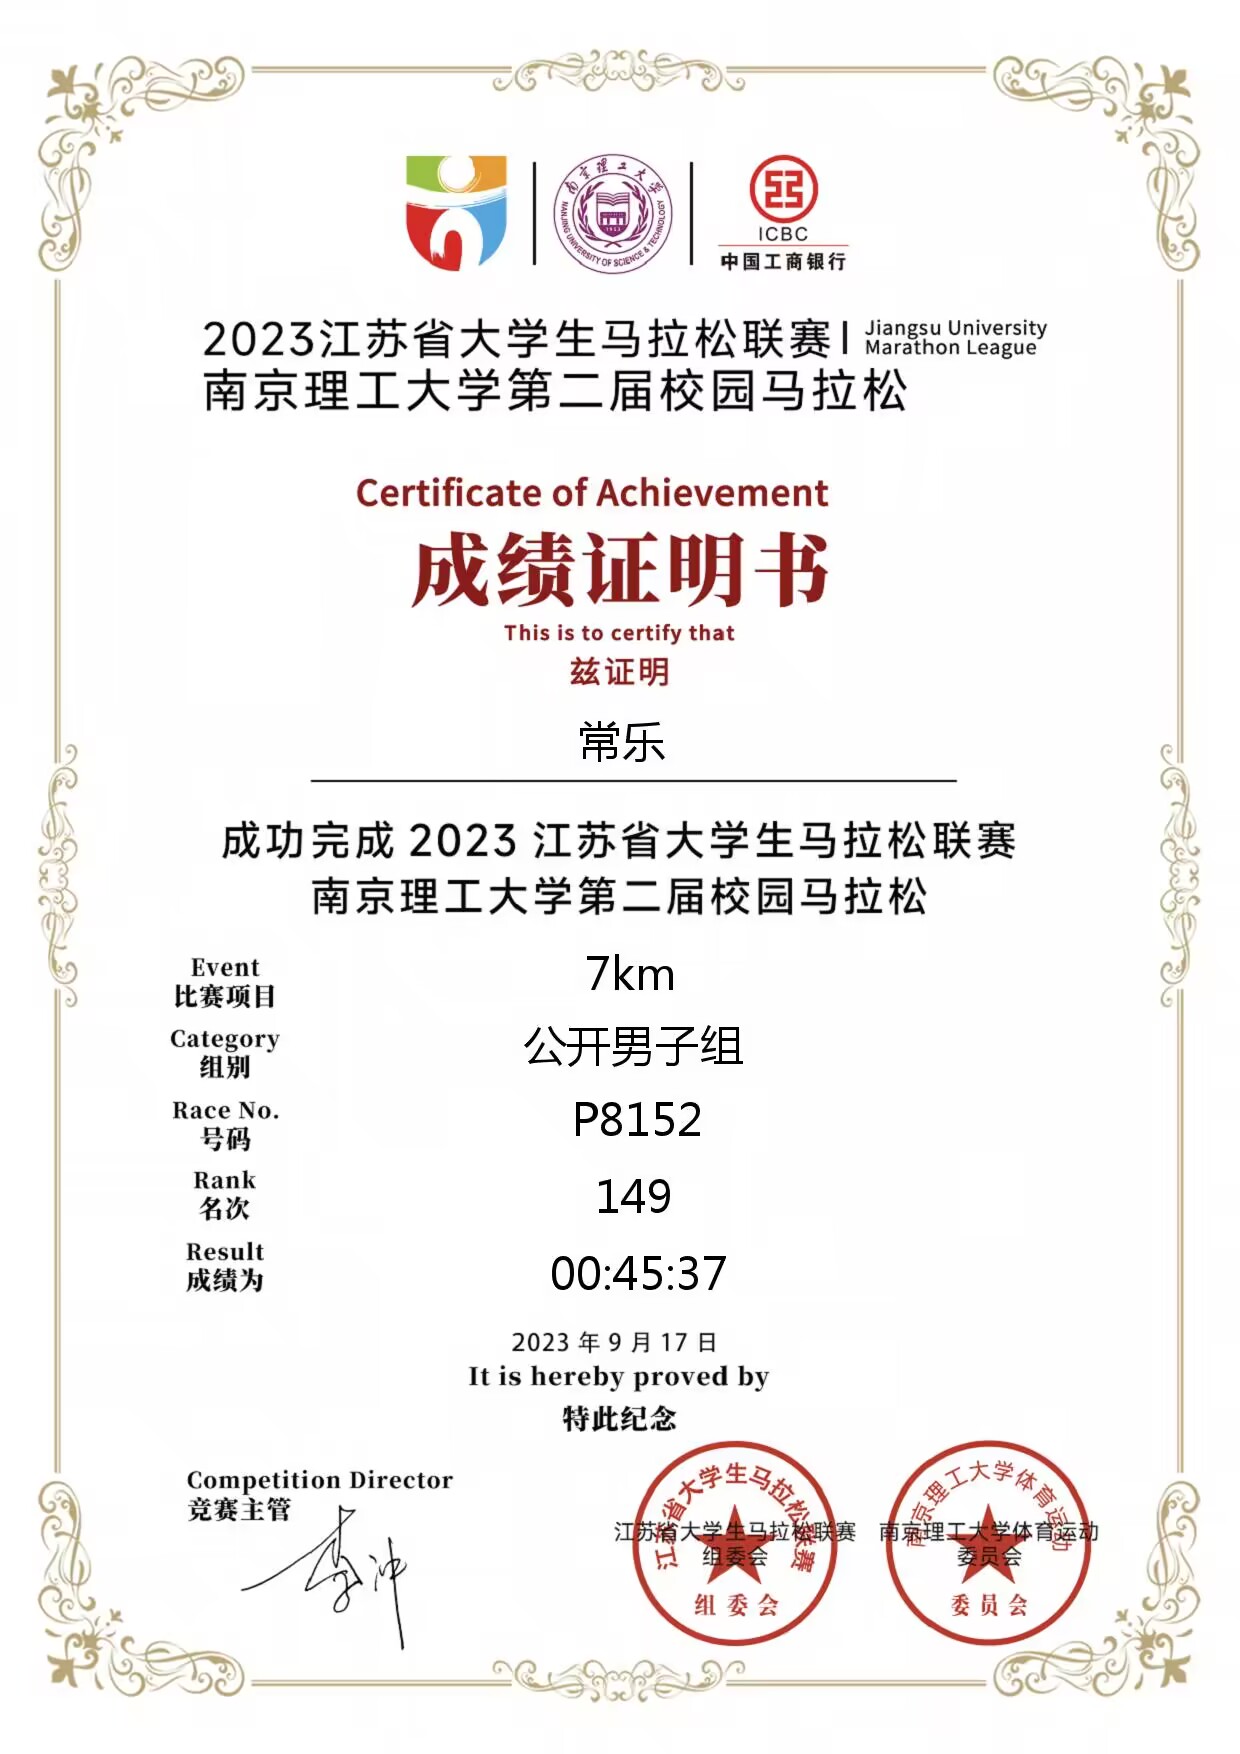 南京理工大学
NANJING UNIVERSITY OF SCIENCE & TECHNOLOGY
1953
ICBC
中国工商银行
2023江苏省大学生马拉松联赛 Jiangsu University
Marathon League
南京理工大学第二届校园马拉松
Certificate of Achievement
成绩证明书
This is to certify that
兹证明
常乐
成功完成 2023 江苏省大学生马拉松联赛
南京理工大学第二届校园马拉松
Event
比赛项目
7km
Category
组别
公开男子组
Race No.
号码
P8152
Rank
名次
149
Result
成绩为
00:45:37
2023 年 9 月 17 日
It is hereby proved by
特此纪念
Competition Director
竞赛主管
李冲
江苏省大学生马拉松联赛
组委会
江苏省大学生马拉松联赛
组委会
南京理工大学体育运动
委员会
南京理工大学体育运动
委员会